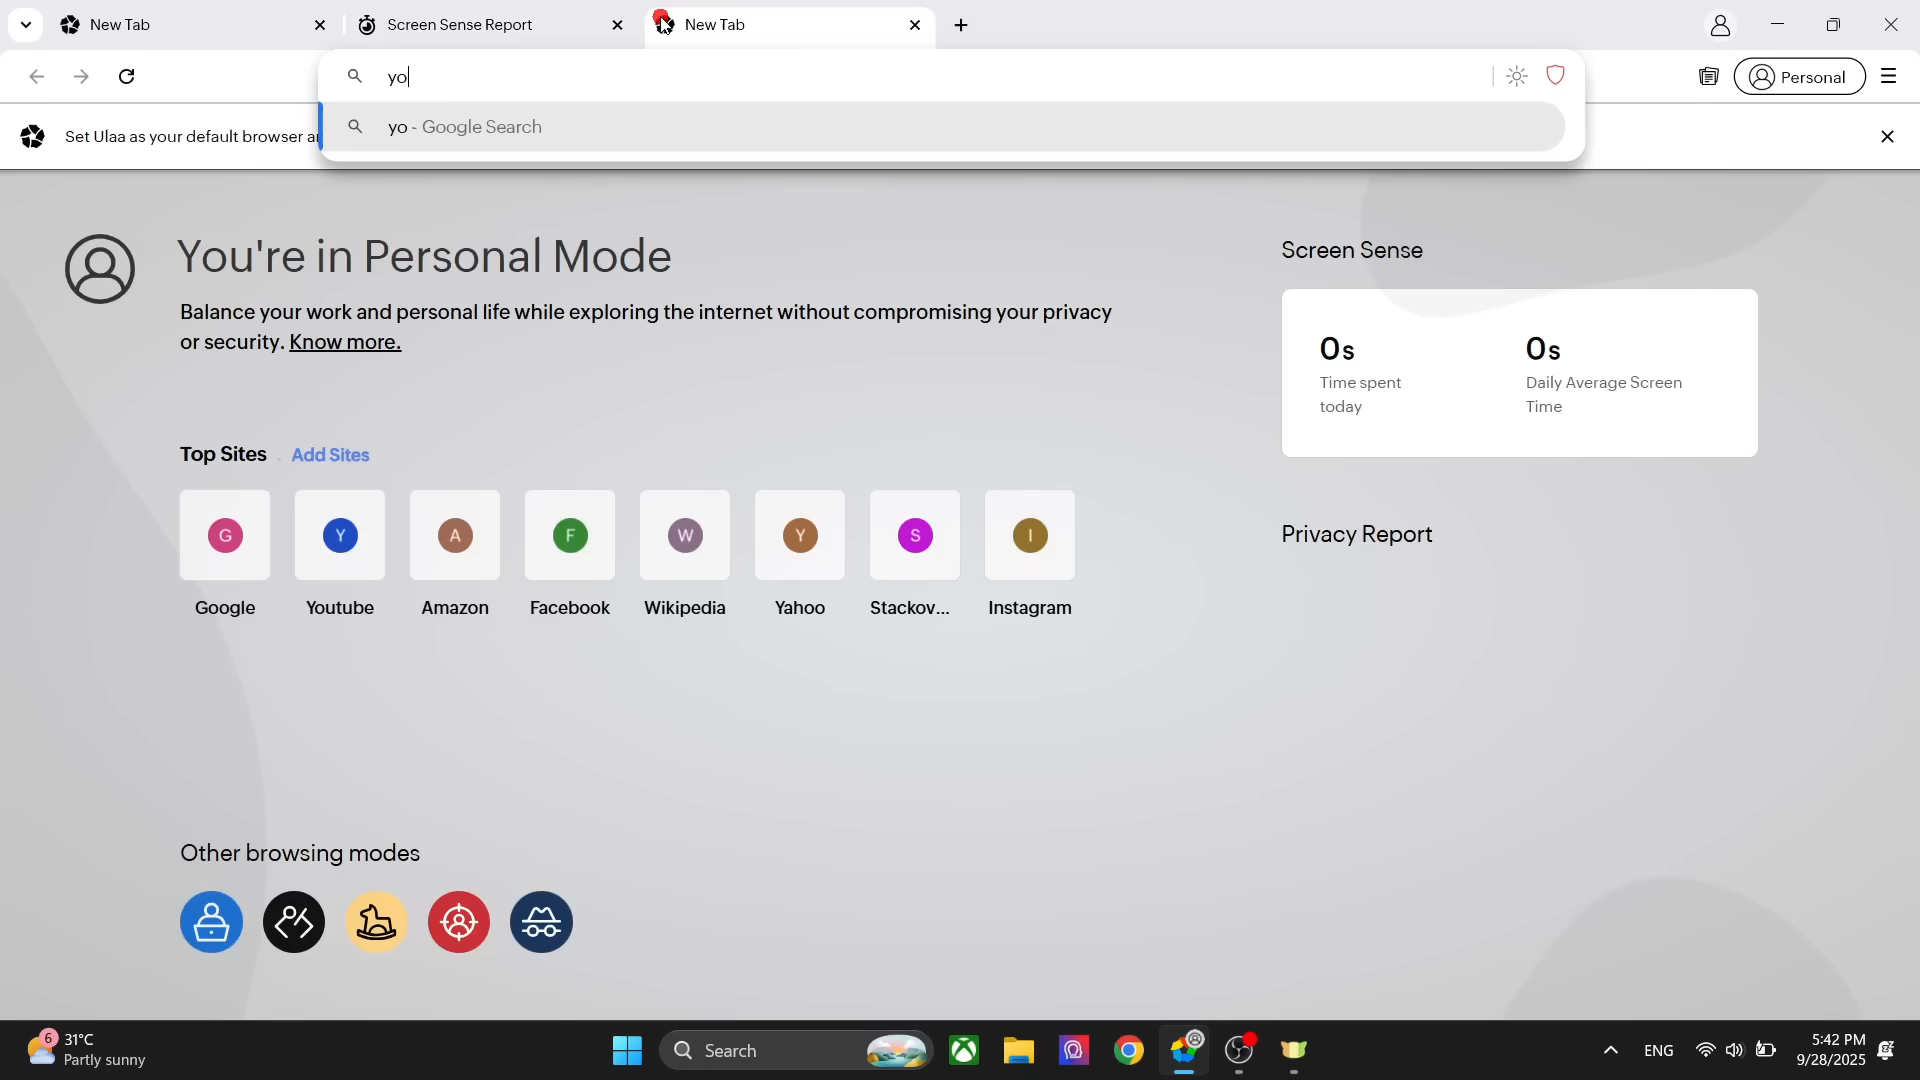 New Tab
Screen Sense Report
New Tab
yo
Personal
yo - Google Search
Set Ulaa as your default browser
You're in Personal Mode
Balance your work and personal life while exploring the internet without compromising your privacy
or security. Know more.
Screen Sense
0s
Time spent
today
0s
Daily Average Screen
Time
Top Sites
Add Sites
G
Y
A
F
W
Y
S
I
Google
Youtube
Amazon
Facebook
Wikipedia
Yahoo
Stackov...
Instagram
Privacy Report
Other browsing modes
6
31°C
Partly sunny
Search
ENG
5:42 PM
9/28/2025